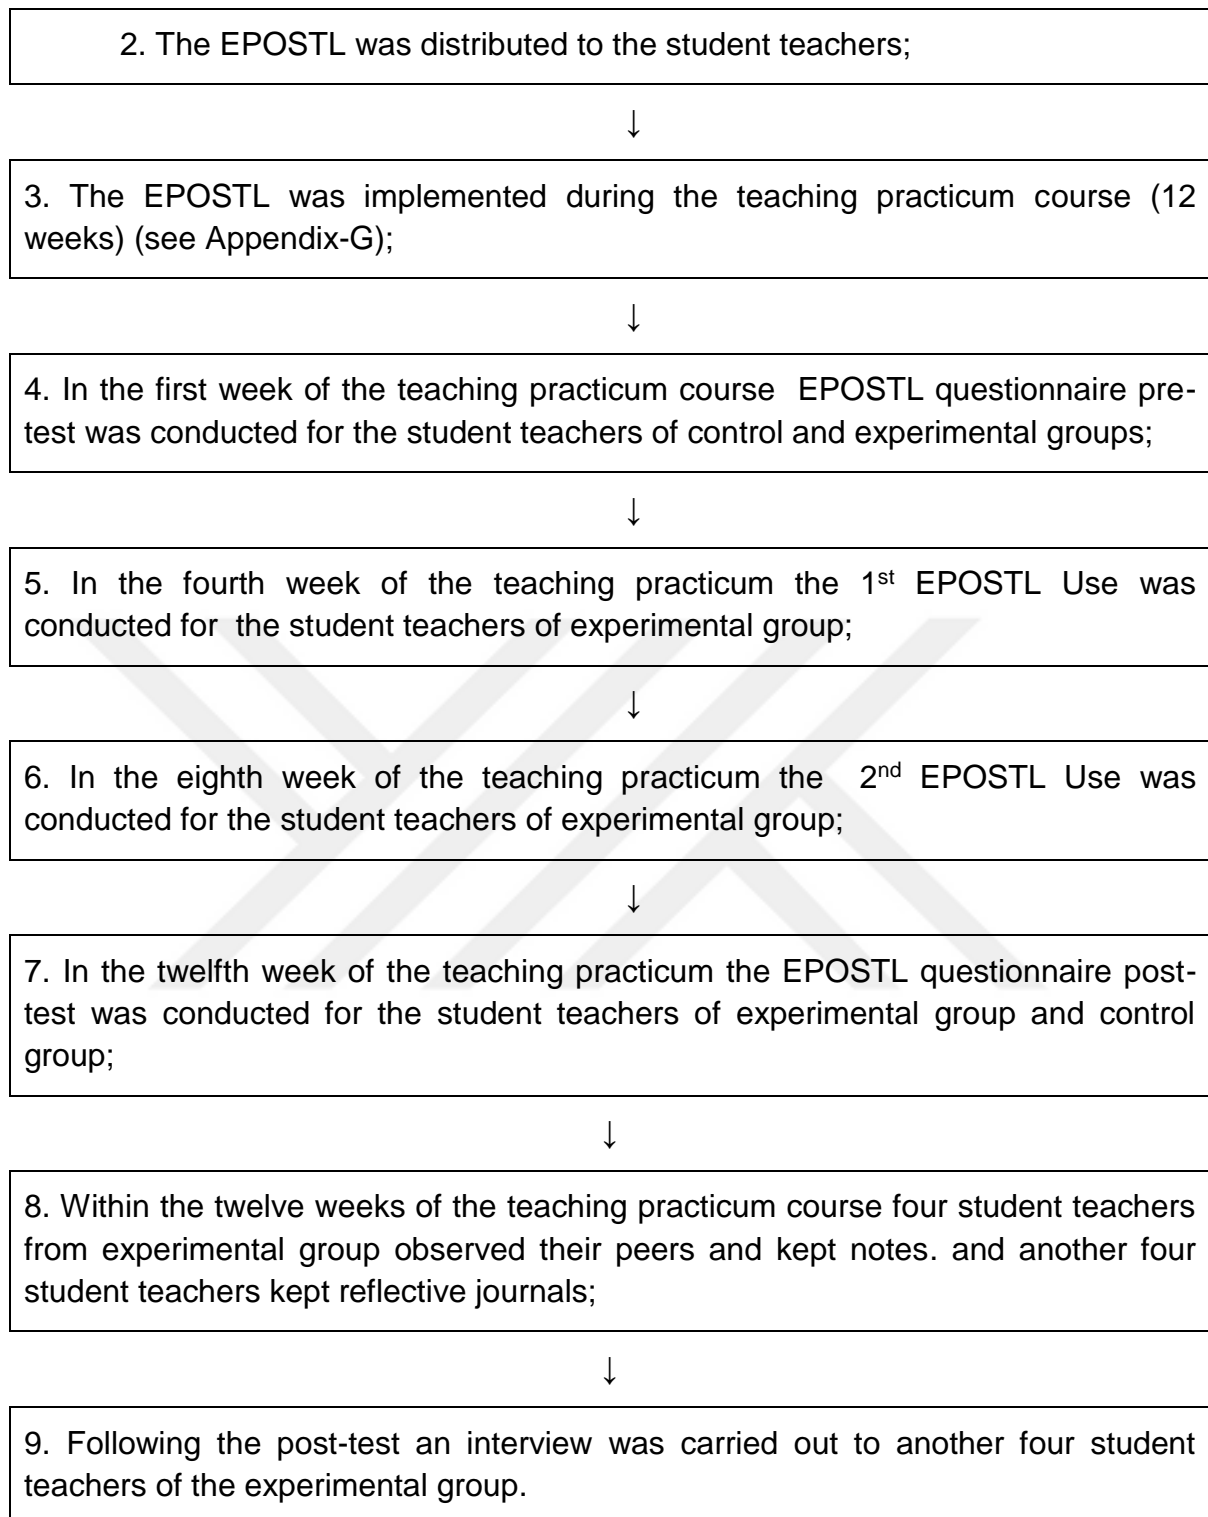 2. The EPOSTL was distributed to the student teachers;
↓
3. The EPOSTL was implemented during the teaching practicum course (12
weeks) (see Appendix-G);
↓
4. In the first week of the teaching practicum course EPOSTL questionnaire pre-
test was conducted for the student teachers of control and experimental groups;
↓
5. In the fourth week of the teaching practicum the 1st EPOSTL Use was
conducted for the student teachers of experimental group;
↓
6. In the eighth week of the teaching practicum the 2nd EPOSTL Use was
conducted for the student teachers of experimental group;
↓
7. In the twelfth week of the teaching practicum the EPOSTL questionnaire post-
test was conducted for the student teachers of experimental group and control
group;
↓
8. Within the twelve weeks of the teaching practicum course four student teachers
from experimental group observed their peers and kept notes. and another four
student teachers kept reflective journals;
↓
9. Following the post-test an interview was carried out to another four student
teachers of the experimental group.